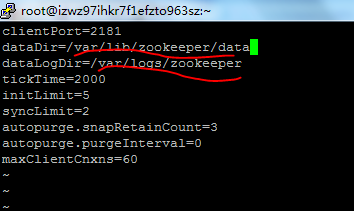 root@izwz97ihkr7f1efzto963sz:~
clientPort=2181
dataDir=/var/lib/zookeeper/data
dataLogDir=/var/logs/zookeeper
tickTime=2000
initLimit=5
syncLimit=2
autopurge.snapRetainCount=3
autopurge.purgeInterval=0
maxClientCnxns=60
~
~
~